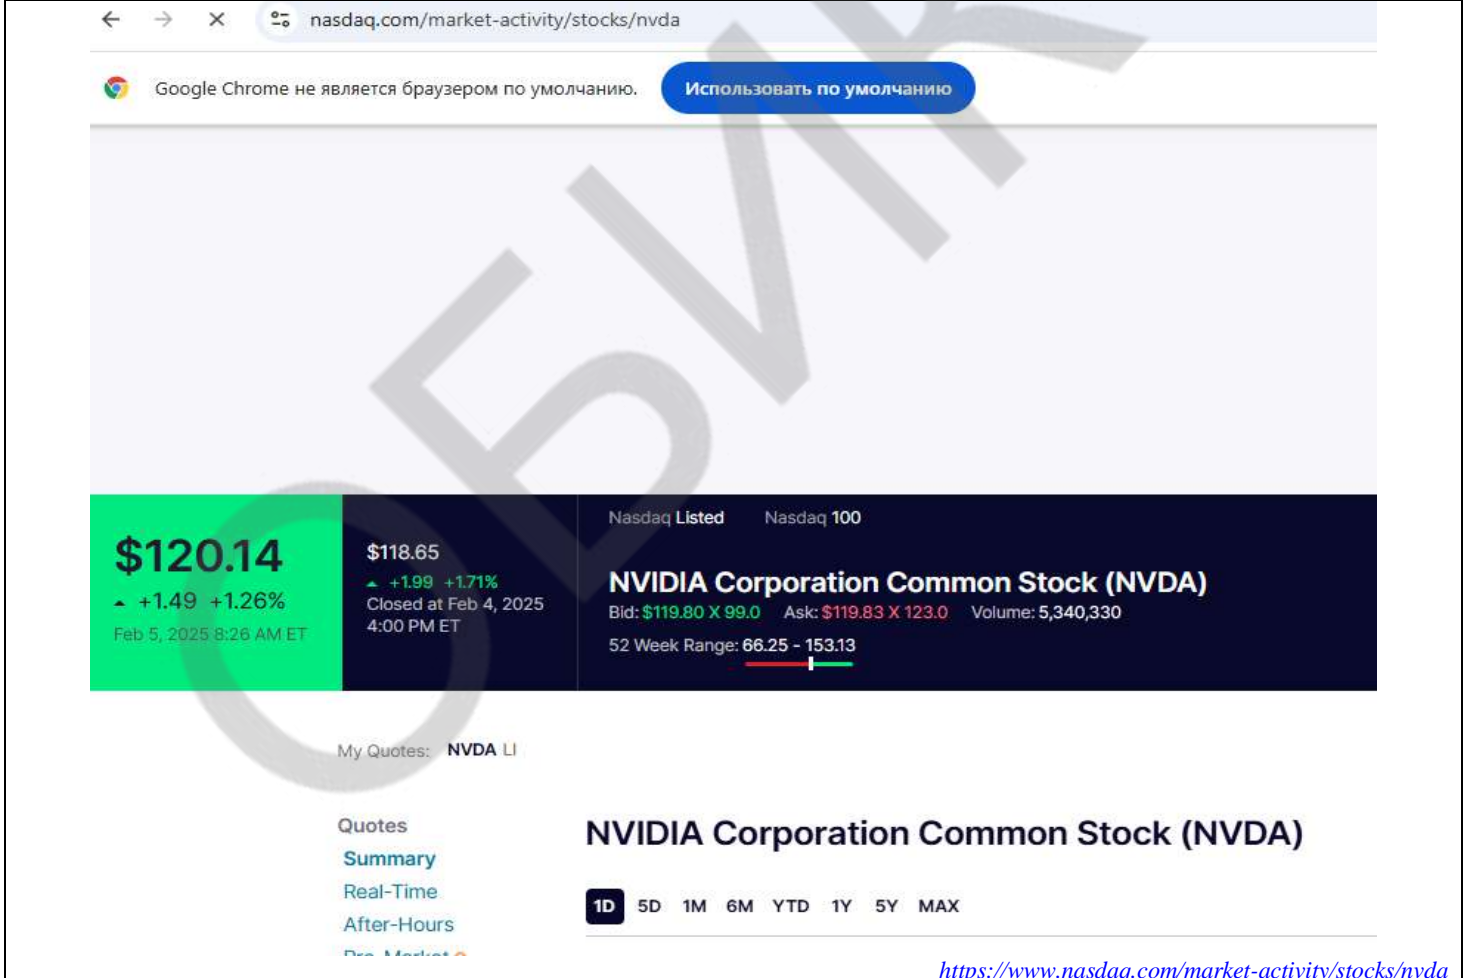 nasdaq.com/market-activity/stocks/nvda
Google Chrome не является браузером по умолчанию. Использовать по умолчанию
ОБИК
Nasdaq Listed Nasdaq 100
$120.14
+1.49 +1.26%
Feb 5, 2025 8:26 AM ET
$118.65
+1.99 +1.71%
Closed at Feb 4, 2025
4:00 PM ET
NVIDIA Corporation Common Stock (NVDA)
Bid: $119.80 X 99.0 Ask: $119.83 X 123.0 Volume: 5,340,330
52 Week Range: 66.25 - 153.13
My Quotes: NVDA LI
Quotes
Summary
Real-Time
After-Hours
Pre-Market
NVIDIA Corporation Common Stock (NVDA)
1D 5D 1M 6M YTD 1Y 5Y MAX
https://www.nasdaq.com/market-activity/stocks/nvda